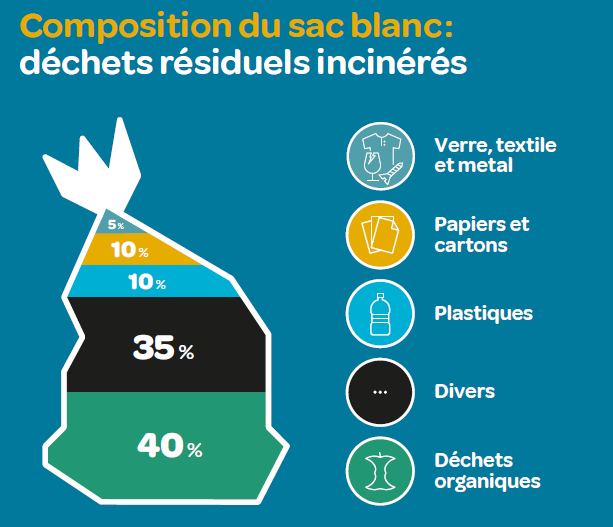 Composition du sac blanc:
déchets résiduels incinérés
5%
10%
10%
35%
40%
Verre, textile
et metal
Papiers et
cartons
Plastiques
...
Divers
Déchets
organiques